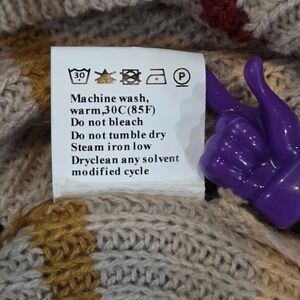 30 P
Machine wash,
warm,30C(85F)
Do not bleach
Do not tumble dry
Steam iron low
Dryclean any solvent
modified cycle